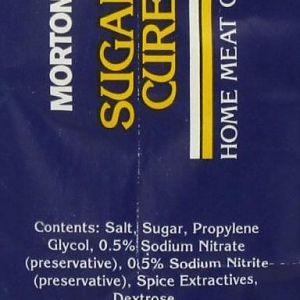 MORTON
SUGAR
CURE
HOME MEAT
Contents: Salt, Sugar, Propylene
Glycol, 0.5% Sodium Nitrate
(preservative), 0.5% Sodium Nitrite
(preservative), Spice Extractives,
Dextrose